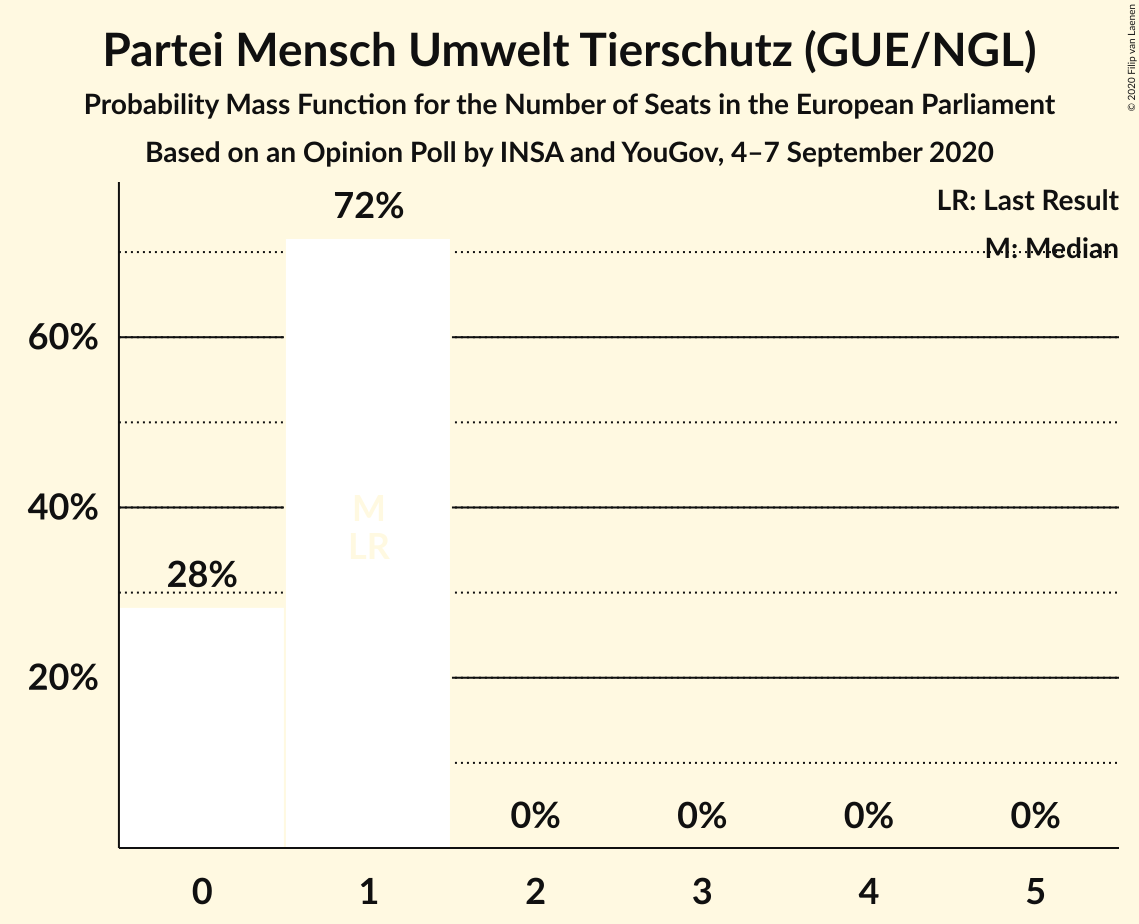 Partei Mensch Umwelt Tierschutz (GUE/NGL)
Probability Mass Function for the Number of Seats in the European Parliament
Based on an Opinion Poll by INSA and YouGov, 4–7 September 2020
© 2020 Filip van Laenen
LR: Last Result
M: Median
72%
60%
40%
M
LR
28%
20%
0% 0% 0% 0%
0 1 2 3 4 5